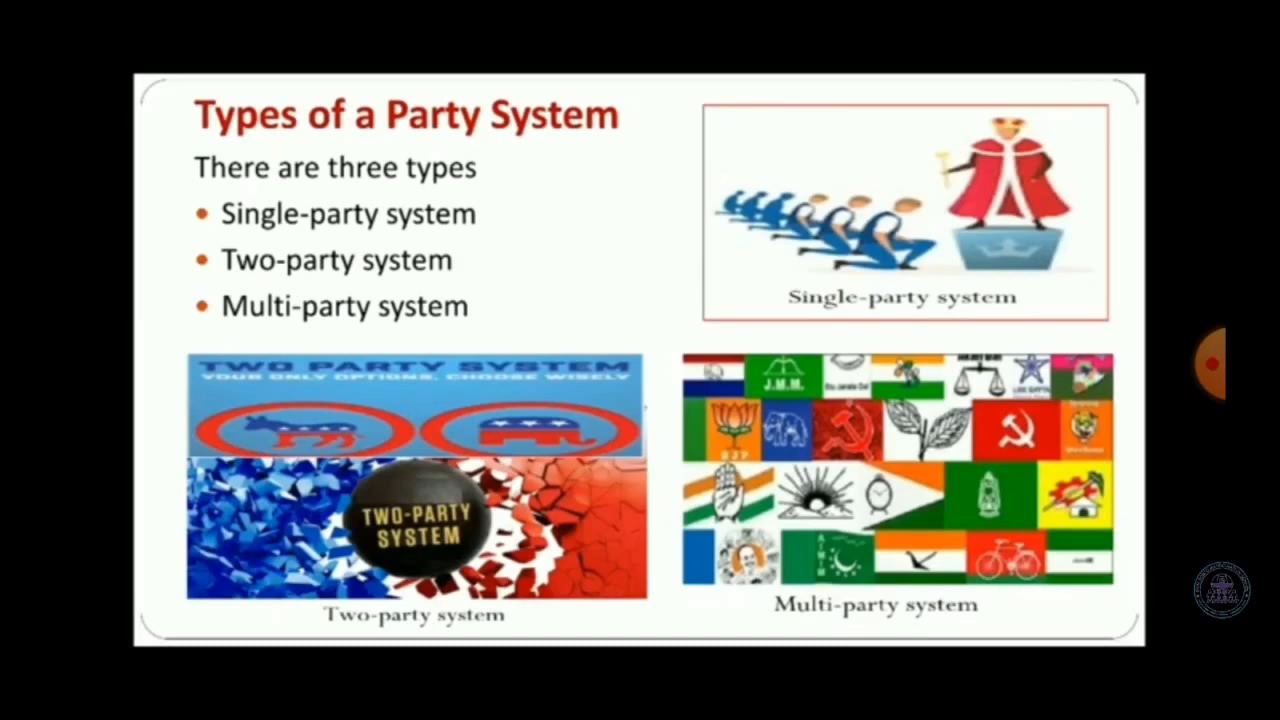 Types of a Party System
There are three types
• Single-party system
• Two-party system
• Multi-party system
Single-party system
TWO PARTY SYSTEM
YOUR ONLY OPTIONS, CHOOSE WISELY
TWO-PARTY
SYSTEM
Two-party system
J.M.M.
BJP
AIMIM
Multi-party system